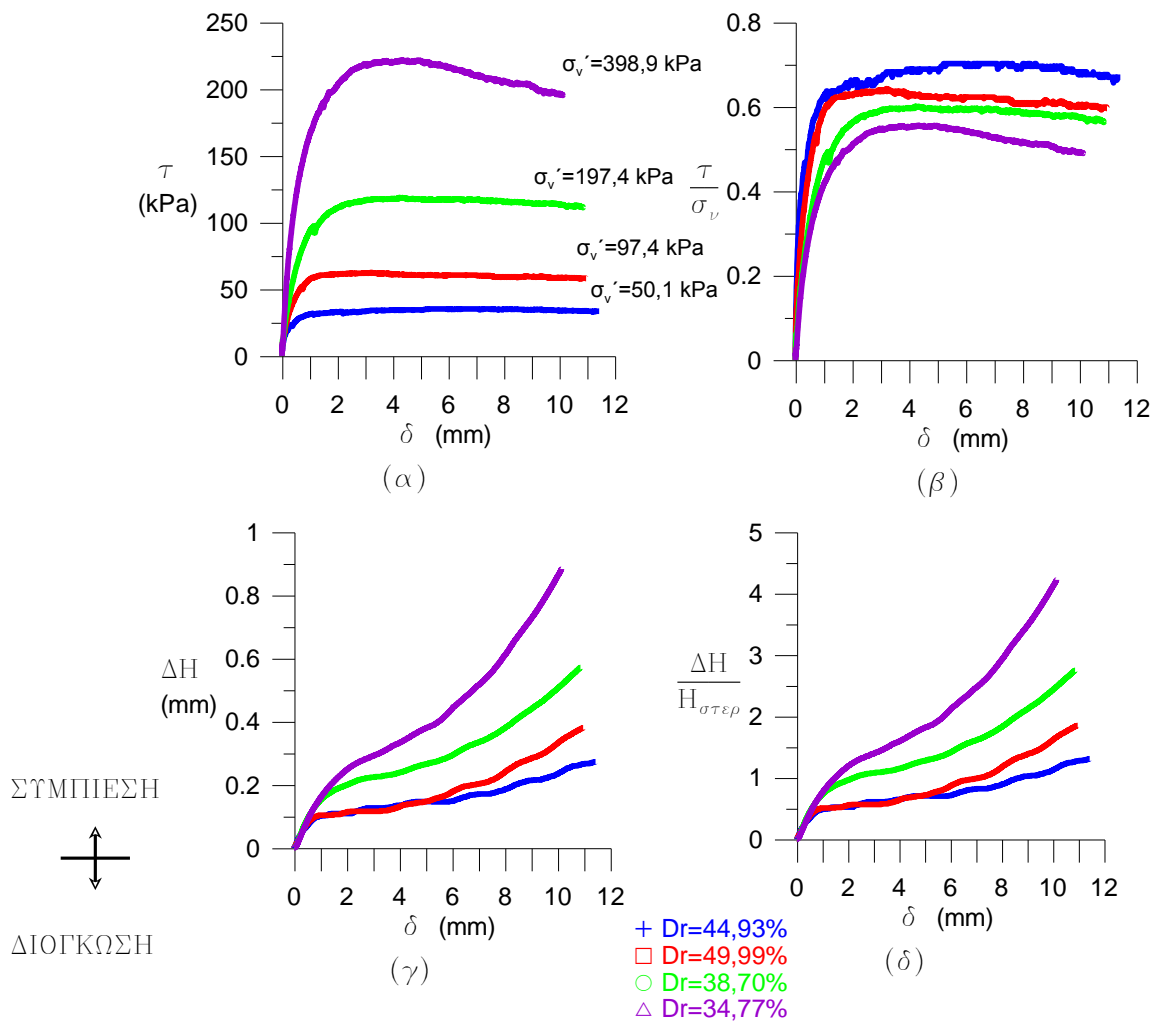 250
200
150
100
50
0
τ
(kPa)
σv´=398,9 kPa
σv´=197,4 kPa
σv´=97,4 kPa
σv´=50,1 kPa
0 2 4 6 8 10 12
δ (mm)
(α)
0.8
0.6
0.4
0.2
0
τ
σν
0 2 4 6 8 10 12
δ (mm)
(β)
1
0.8
0.6
0.4
0.2
0
ΔH
(mm)
0 2 4 6 8 10 12
δ (mm)
(γ)
5
4
3
2
1
0
ΔH
Hστερ
0 2 4 6 8 10 12
δ (mm)
(δ)
ΣΥΜΠΙΕΣΗ
ΔΙΟΓΚΩΣΗ
Dr=44,93%
Dr=49,99%
Dr=38,70%
Dr=34,77%